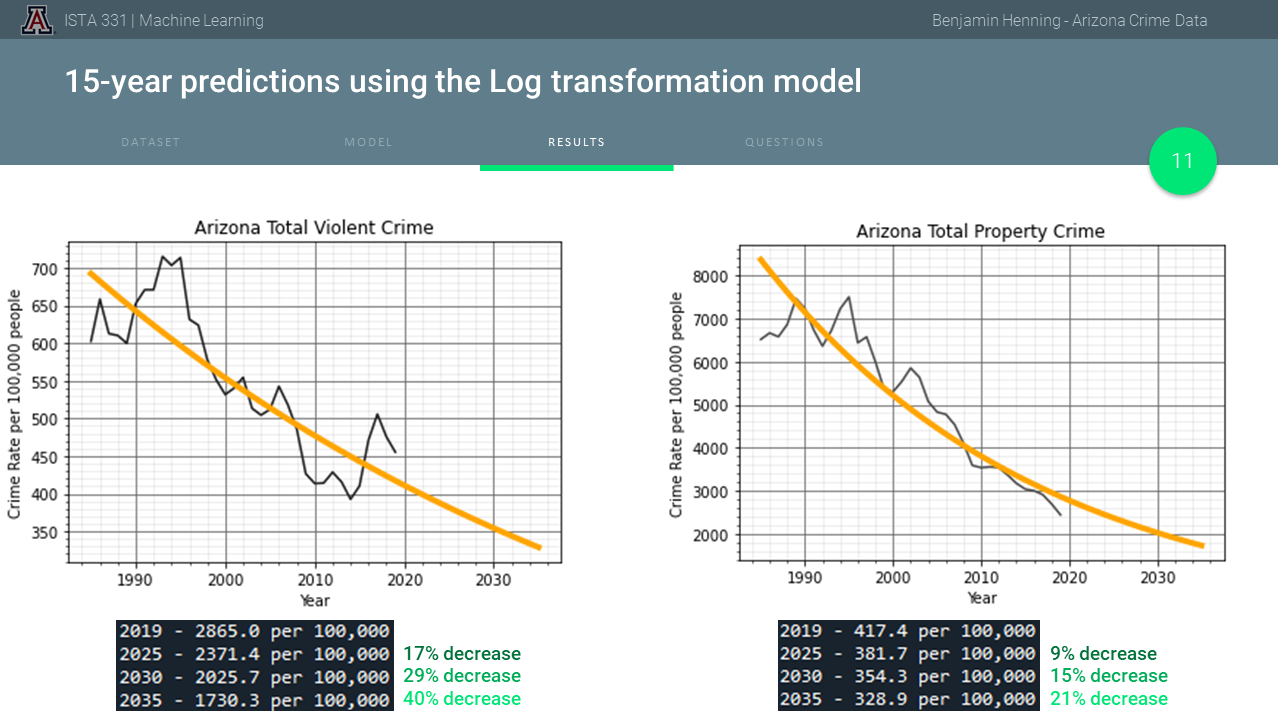 A
ISTA 331 | Machine Learning
Benjamin Henning - Arizona Crime Data
15-year predictions using the Log transformation model
DATASET
MODEL
RESULTS
QUESTIONS
11
Arizona Total Violent Crime
Crime Rate per 100,000 people
700
650
600
550
500
450
400
350
1990 2000 2010 2020 2030
Year
Arizona Total Property Crime
Crime Rate per 100,000 people
8000
7000
6000
5000
4000
3000
2000
1990 2000 2010 2020 2030
Year
2019 - 2865.0 per 100,000
2025 - 2371.4 per 100,000 17% decrease
2030 - 2025.7 per 100,000 29% decrease
2035 - 1730.3 per 100,000 40% decrease
2019 - 417.4 per 100,000
2025 - 381.7 per 100,000 9% decrease
2030 - 354.3 per 100,000 15% decrease
2035 - 328.9 per 100,000 21% decrease